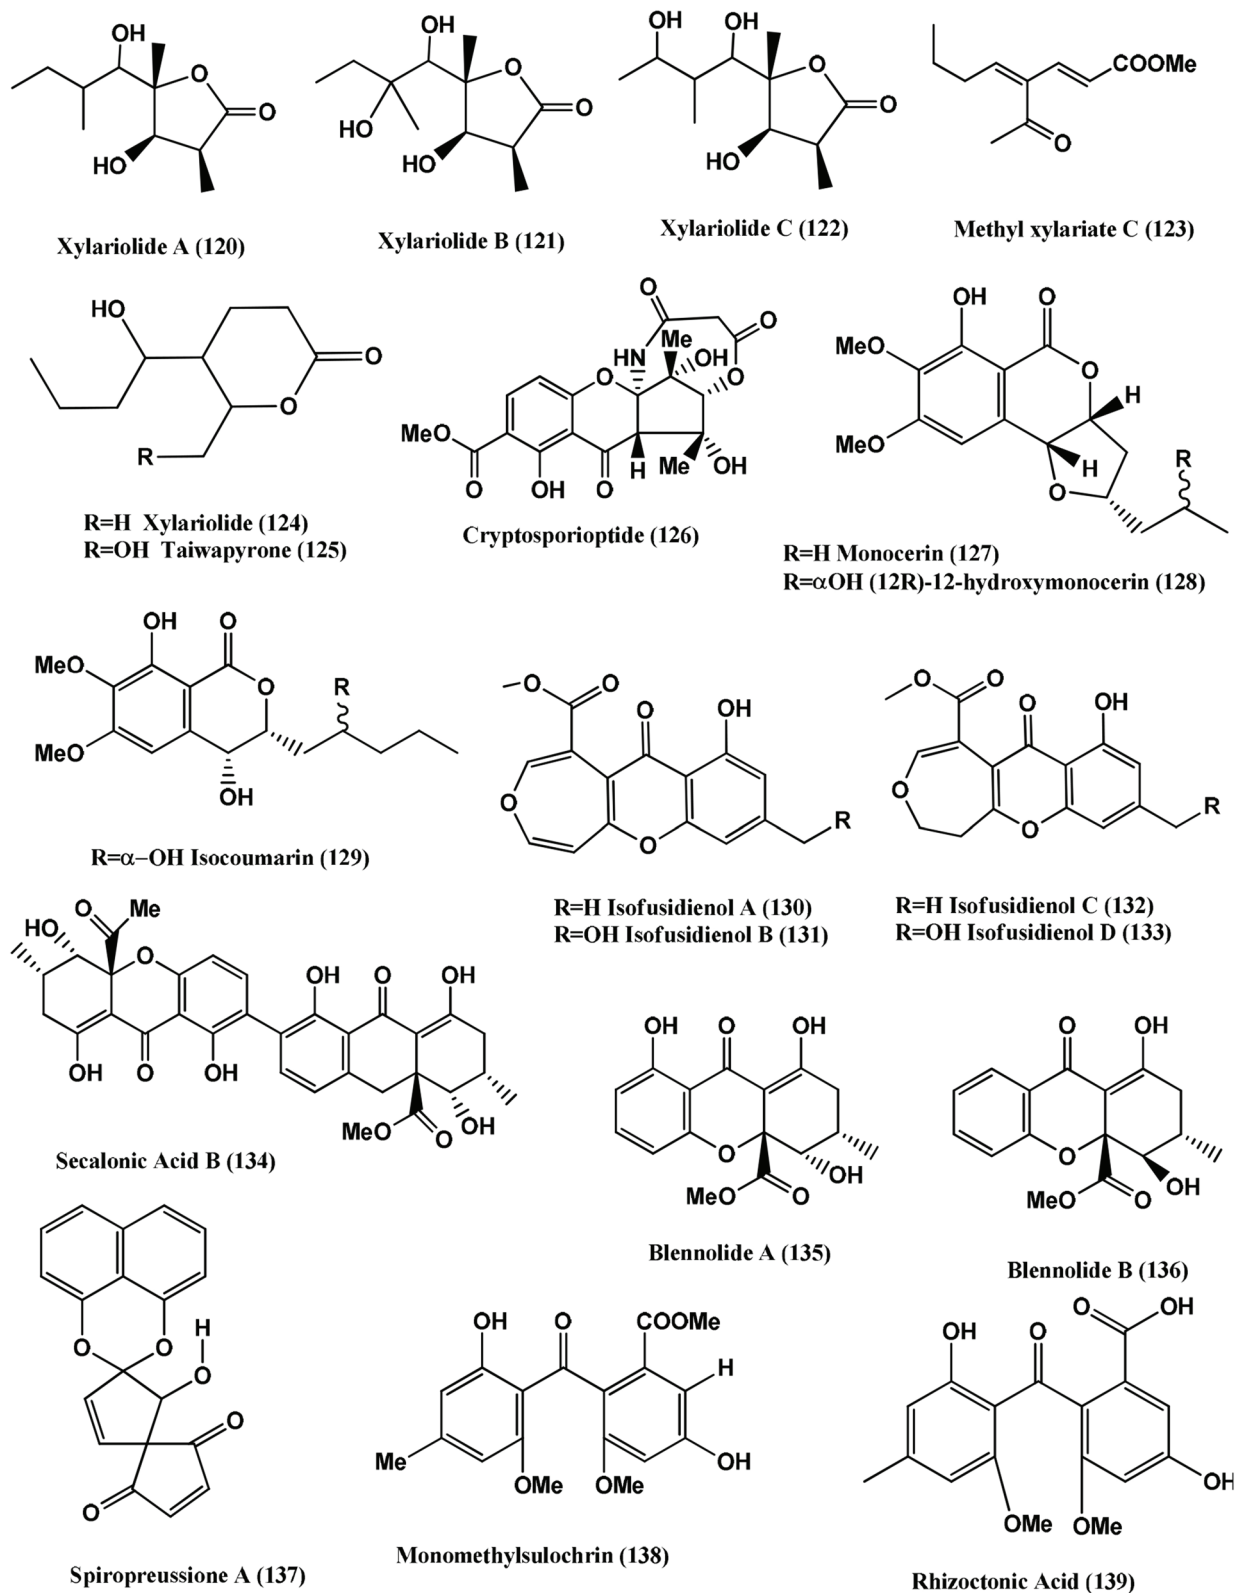 OH
O
O
HO
Xylariolide A (120)
OH
O
O
HO
HO
Xylariolide B (121)
OH
OH
O
O
HO
Xylariolide C (122)
COOMe
O
Methyl xylariate C (123)
HO
O
O
R
R=H Xylariolide (124)
R=OH Taiwapyrone (125)
O
O
Me
HN
OH
O
O
MeO
H
Me
OH
O
OH
O
Cryptosporioptide (126)
OH
O
MeO
O
H
MeO
H
R
O
R=H Monocerin (127)
R=αOH (12R)-12-hydroxymonocerin (128)
OH
O
MeO
O
R
MeO
OH
R=α–OH Isocoumarin (129)
O
O
O
OH
O
O
R
R=H Isofusidienol A (130)
R=OH Isofusidienol B (131)
O
O
O
OH
O
O
R
R=H Isofusidienol C (132)
R=OH Isofusidienol D (133)
O
Me
HO
O
OH
O
OH
OH
O
OH
MeO
O
OH
Secalonic Acid B (134)
OH
O
OH
O
OH
MeO
O
Blennolide A (135)
O
OH
O
OH
MeO
O
Blennolide B (136)
O
O
H
O
O
O
Spiropreussione A (137)
OH
O
COOMe
H
Me
OMe
OMe
OH
Monomethylsulochrin (138)
OH
O
O
OH
OMe
OMe
OH
Rhizoctonic Acid (139)